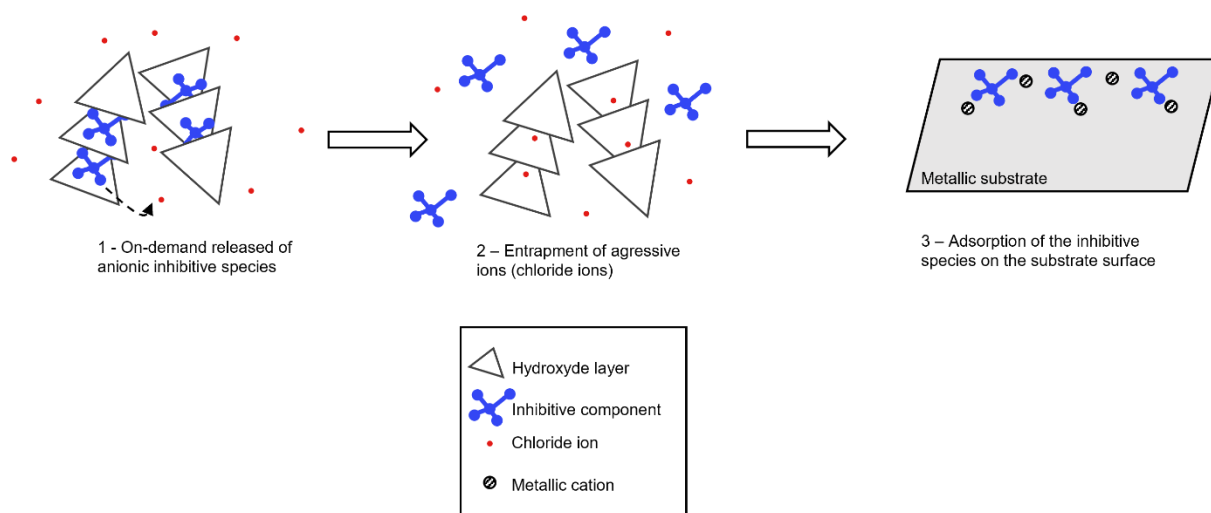 1 - On-demand released of
anionic inhibitive species
2 – Entrapment of agressive
ions (chloride ions)
Metallic substrate
3 – Adsorption of the inhibitive
species on the substrate surface
Hydroxyde layer
Inhibitive component
Chloride ion
Metallic cation